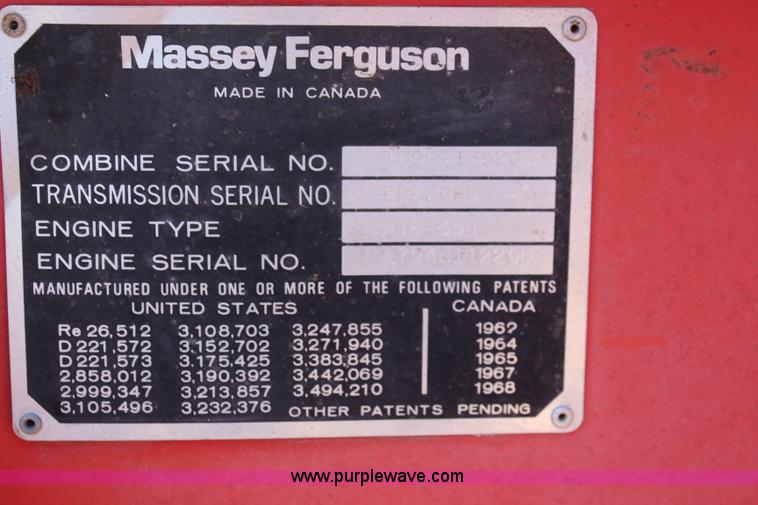 Massey Ferguson
MADE IN CANADA
COMBINE SERIAL NO.
TRANSMISSION SERIAL NO.
ENGINE TYPE
ENGINE SERIAL NO.
MANUFACTURED UNDER ONE OR MORE OF THE FOLLOWING PATENTS
UNITED STATES CANADA
Re 26,512 3,108,703 3,247,855 1962
D 221,572 3,152,702 3,271,940 1964
D 221,573 3,175,425 3,383,845 1965
2,858,012 3,190,392 3,442,069 1967
2,999,347 3,213,857 3,494,210 1968
3,105,496 3,232,376 OTHER PATENTS PENDING
www.purplewave.com